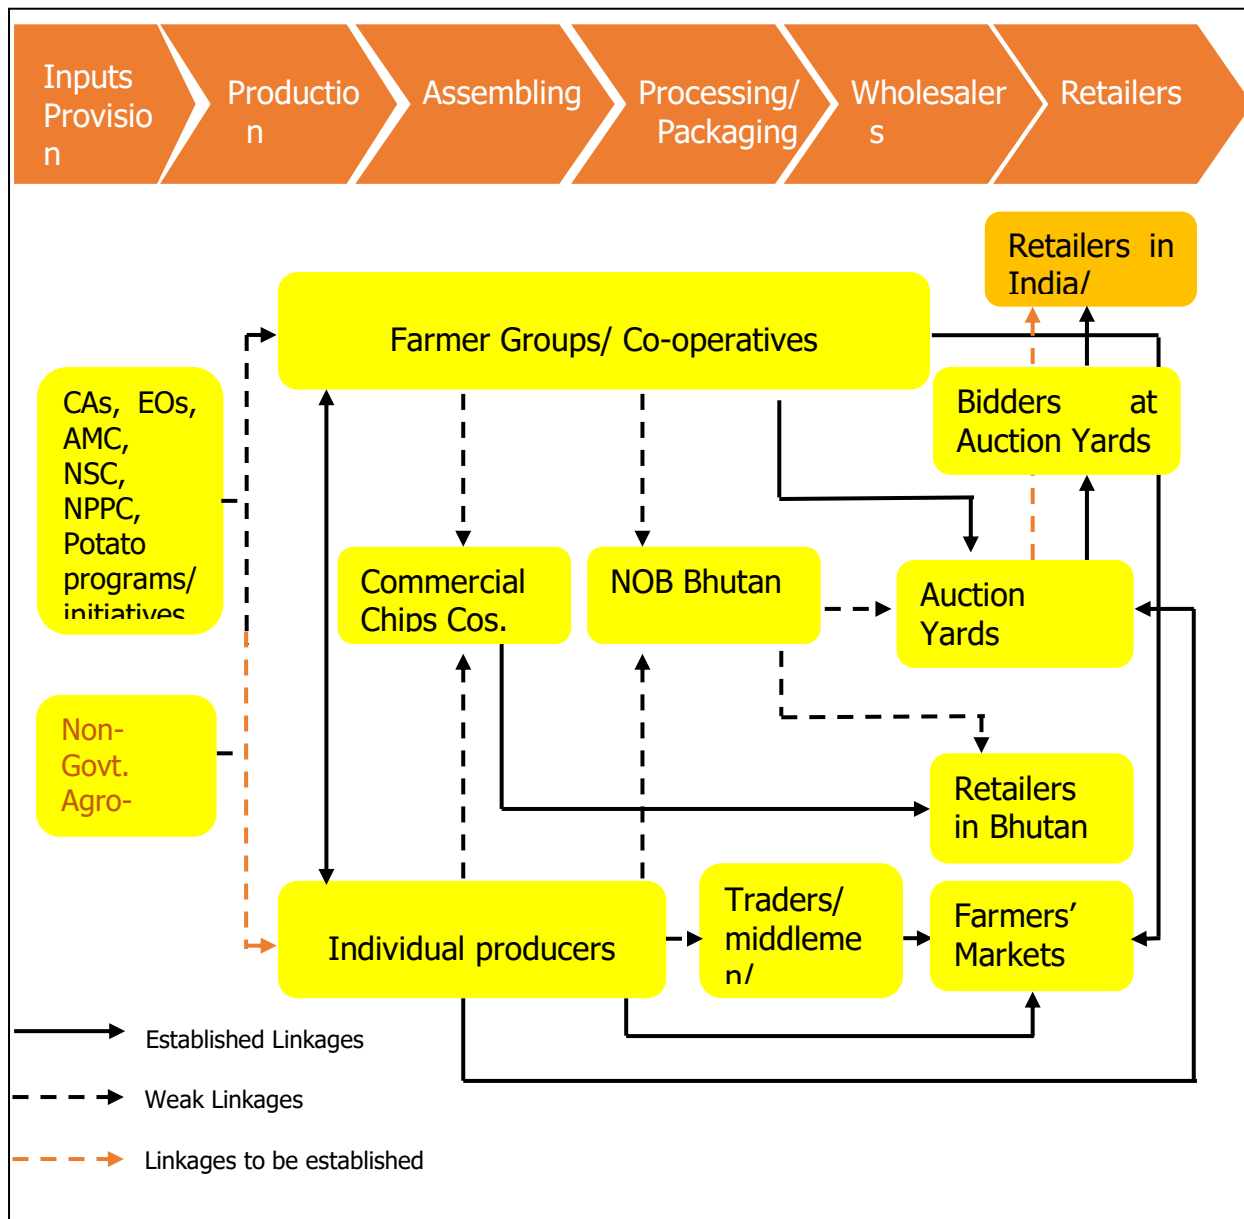 Inputs
Provisio
n
Productio
n
Assembling
Processing/
Packaging
Wholesaler
s
Retailers
Retailers in
India/
Farmer Groups/ Co-operatives
CAs, EOs,
AMC,
NSC,
NPPC,
Potato
programs/
initiatives
Bidders at
Auction Yards
Commercial
Chips Cos.
NOB Bhutan
Auction
Yards
Non-
Govt.
Agro-
Retailers
in Bhutan
Individual producers
Traders/
middleme
n/
Farmers’
Markets
Established Linkages
Weak Linkages
Linkages to be established